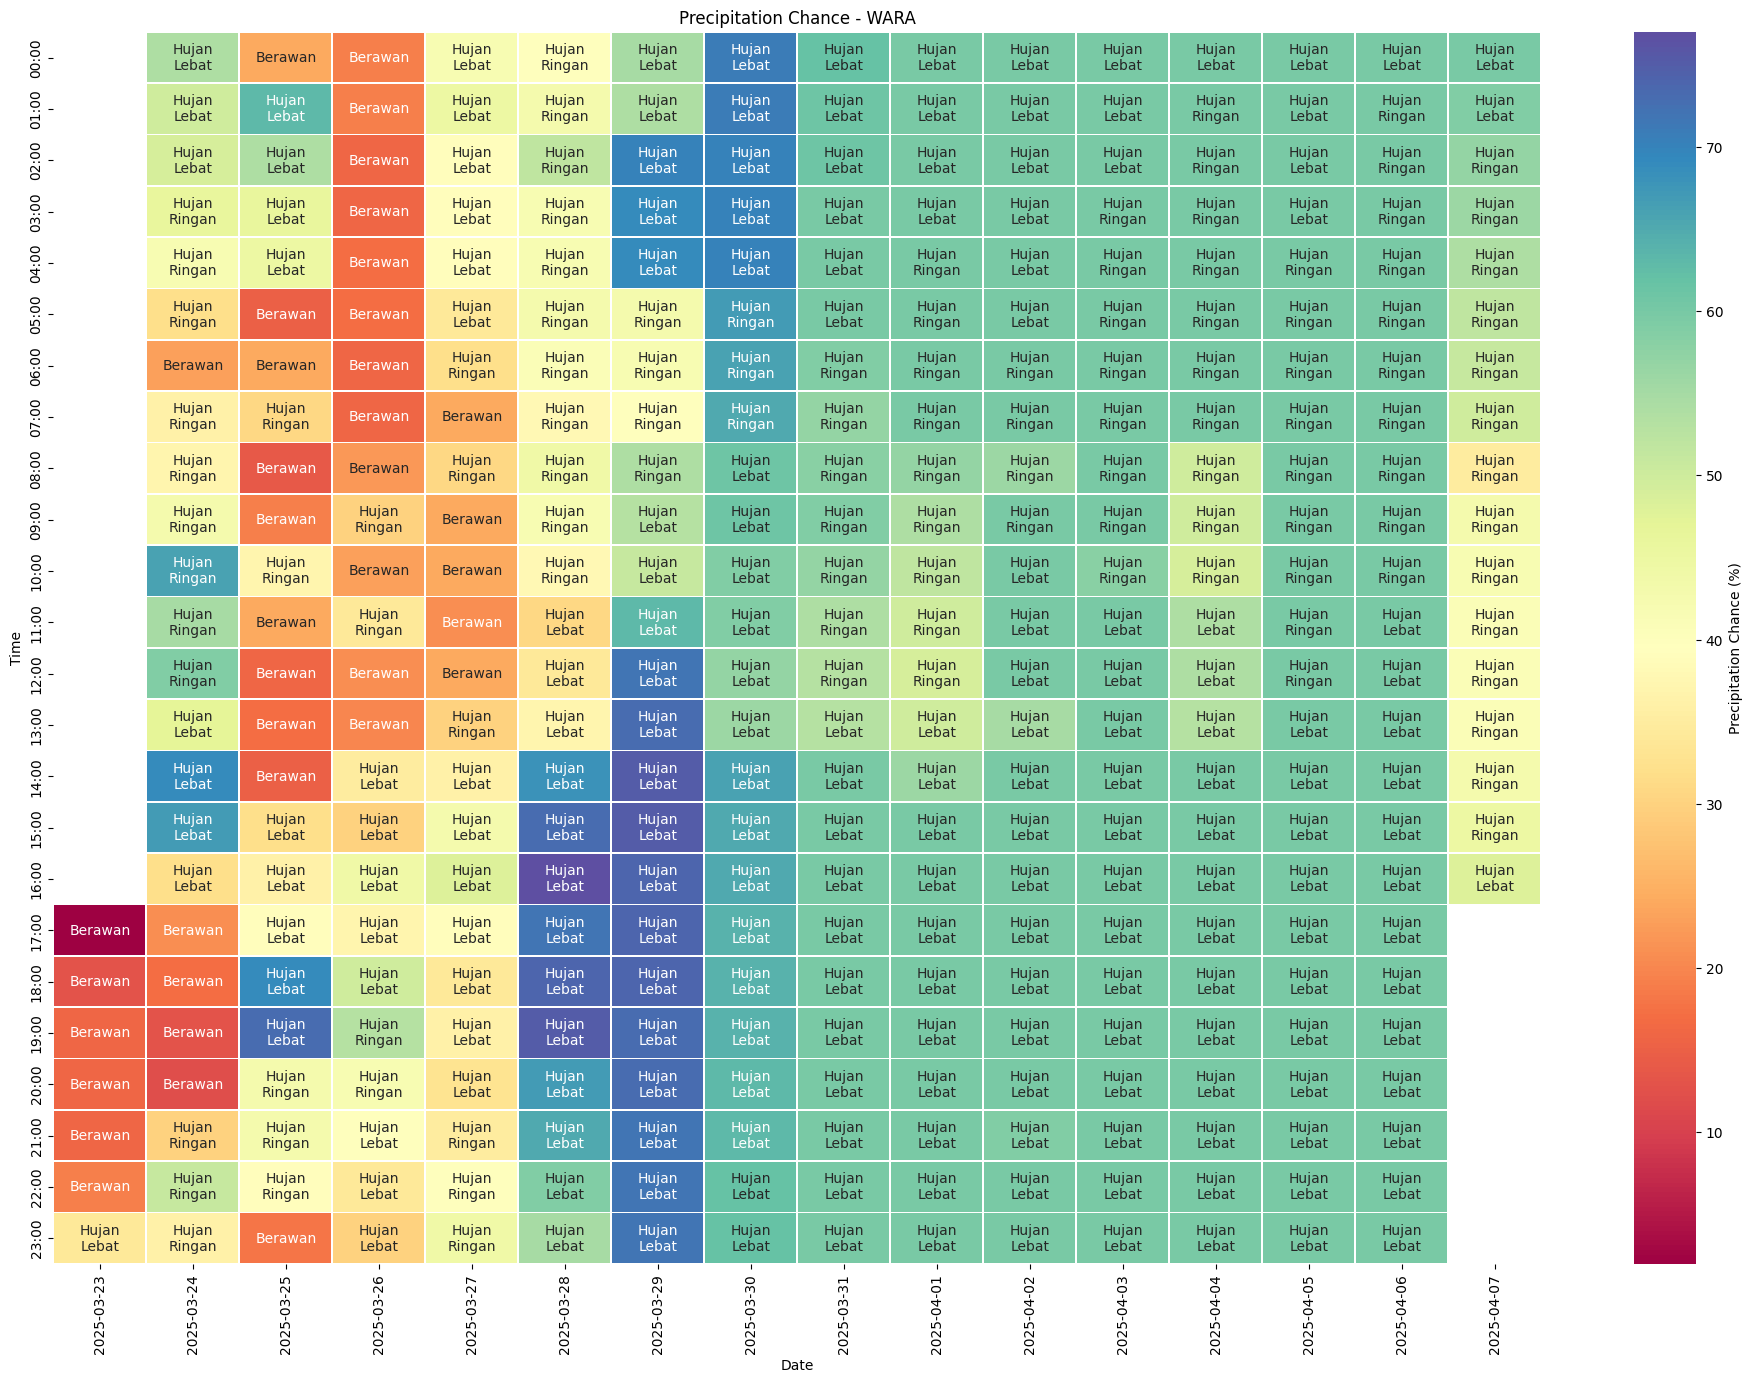 Precipitation Chance - WARA
00:00 Hujan Lebat Berawan Berawan Hujan Lebat Hujan Ringan Hujan Lebat Hujan Lebat Hujan Lebat Hujan Lebat Hujan Lebat Hujan Lebat Hujan Lebat Hujan Lebat Hujan Lebat Hujan Lebat
01:00 Hujan Lebat Hujan Lebat Berawan Hujan Lebat Hujan Ringan Hujan Lebat Hujan Lebat Hujan Lebat Hujan Lebat Hujan Lebat Hujan Lebat Hujan Ringan Hujan Lebat Hujan Ringan Hujan Lebat
02:00 Hujan Lebat Hujan Lebat Berawan Hujan Lebat Hujan Ringan Hujan Lebat Hujan Lebat Hujan Lebat Hujan Lebat Hujan Lebat Hujan Lebat Hujan Ringan Hujan Lebat Hujan Ringan Hujan Ringan
03:00 Hujan Ringan Hujan Lebat Berawan Hujan Lebat Hujan Ringan Hujan Lebat Hujan Lebat Hujan Lebat Hujan Lebat Hujan Lebat Hujan Ringan Hujan Ringan Hujan Lebat Hujan Ringan Hujan Ringan
04:00 Hujan Ringan Hujan Lebat Berawan Hujan Lebat Hujan Ringan Hujan Lebat Hujan Lebat Hujan Lebat Hujan Ringan Hujan Lebat Hujan Ringan Hujan Ringan Hujan Ringan Hujan Ringan Hujan Ringan
05:00 Hujan Ringan Berawan Berawan Hujan Lebat Hujan Ringan Hujan Ringan Hujan Ringan Hujan Lebat Hujan Ringan Hujan Lebat Hujan Ringan Hujan Ringan Hujan Ringan Hujan Ringan Hujan Ringan
06:00 Berawan Berawan Berawan Hujan Ringan Hujan Ringan Hujan Ringan Hujan Ringan Hujan Ringan Hujan Ringan Hujan Ringan Hujan Ringan Hujan Ringan Hujan Ringan Hujan Ringan Hujan Ringan
07:00 Hujan Ringan Hujan Ringan Berawan Berawan Hujan Ringan Hujan Ringan Hujan Ringan Hujan Ringan Hujan Ringan Hujan Ringan Hujan Ringan Hujan Ringan Hujan Ringan Hujan Ringan Hujan Ringan
08:00 Hujan Ringan Berawan Berawan Hujan Ringan Hujan Ringan Hujan Ringan Hujan Lebat Hujan Ringan Hujan Ringan Hujan Ringan Hujan Ringan Hujan Ringan Hujan Ringan Hujan Ringan Hujan Ringan
09:00 Hujan Ringan Berawan Hujan Ringan Berawan Hujan Ringan Hujan Lebat Hujan Lebat Hujan Ringan Hujan Ringan Hujan Ringan Hujan Ringan Hujan Ringan Hujan Ringan Hujan Ringan Hujan Ringan
10:00 Hujan Ringan Hujan Ringan Berawan Berawan Hujan Ringan Hujan Lebat Hujan Lebat Hujan Ringan Hujan Ringan Hujan Lebat Hujan Ringan Hujan Ringan Hujan Ringan Hujan Ringan Hujan Ringan
11:00 Hujan Ringan Berawan Hujan Ringan Berawan Hujan Lebat Hujan Lebat Hujan Lebat Hujan Ringan Hujan Ringan Hujan Lebat Hujan Lebat Hujan Lebat Hujan Ringan Hujan Lebat Hujan Ringan
12:00 Hujan Ringan Berawan Berawan Berawan Hujan Lebat Hujan Lebat Hujan Lebat Hujan Ringan Hujan Ringan Hujan Lebat Hujan Lebat Hujan Lebat Hujan Ringan Hujan Lebat Hujan Ringan
13:00 Hujan Lebat Berawan Berawan Hujan Ringan Hujan Lebat Hujan Lebat Hujan Lebat Hujan Lebat Hujan Lebat Hujan Lebat Hujan Lebat Hujan Lebat Hujan Lebat Hujan Lebat Hujan Ringan
14:00 Hujan Lebat Berawan Hujan Lebat Hujan Lebat Hujan Lebat Hujan Lebat Hujan Lebat Hujan Lebat Hujan Lebat Hujan Lebat Hujan Lebat Hujan Lebat Hujan Lebat Hujan Lebat Hujan Ringan
15:00 Hujan Lebat Hujan Lebat Hujan Lebat Hujan Lebat Hujan Lebat Hujan Lebat Hujan Lebat Hujan Lebat Hujan Lebat Hujan Lebat Hujan Lebat Hujan Lebat Hujan Lebat Hujan Lebat Hujan Ringan
16:00 Hujan Lebat Hujan Lebat Hujan Lebat Hujan Lebat Hujan Lebat Hujan Lebat Hujan Lebat Hujan Lebat Hujan Lebat Hujan Lebat Hujan Lebat Hujan Lebat Hujan Lebat Hujan Lebat Hujan Lebat
17:00 Berawan Berawan Hujan Lebat Hujan Lebat Hujan Lebat Hujan Lebat Hujan Lebat Hujan Lebat Hujan Lebat Hujan Lebat Hujan Lebat Hujan Lebat Hujan Lebat Hujan Lebat Hujan Lebat
18:00 Berawan Berawan Hujan Lebat Hujan Lebat Hujan Lebat Hujan Lebat Hujan Lebat Hujan Lebat Hujan Lebat Hujan Lebat Hujan Lebat Hujan Lebat Hujan Lebat Hujan Lebat Hujan Lebat
19:00 Berawan Berawan Hujan Lebat Hujan Ringan Hujan Lebat Hujan Lebat Hujan Lebat Hujan Lebat Hujan Lebat Hujan Lebat Hujan Lebat Hujan Lebat Hujan Lebat Hujan Lebat Hujan Lebat
20:00 Berawan Berawan Hujan Ringan Hujan Ringan Hujan Lebat Hujan Lebat Hujan Lebat Hujan Lebat Hujan Lebat Hujan Lebat Hujan Lebat Hujan Lebat Hujan Lebat Hujan Lebat Hujan Lebat
21:00 Berawan Hujan Ringan Hujan Ringan Hujan Lebat Hujan Ringan Hujan Lebat Hujan Lebat Hujan Lebat Hujan Lebat Hujan Lebat Hujan Lebat Hujan Lebat Hujan Lebat Hujan Lebat Hujan Lebat
22:00 Berawan Hujan Ringan Hujan Ringan Hujan Lebat Hujan Ringan Hujan Lebat Hujan Lebat Hujan Lebat Hujan Lebat Hujan Lebat Hujan Lebat Hujan Lebat Hujan Lebat Hujan Lebat Hujan Lebat
23:00 Hujan Lebat Hujan Ringan Berawan Hujan Lebat Hujan Ringan Hujan Lebat Hujan Lebat Hujan Lebat Hujan Lebat Hujan Lebat Hujan Lebat Hujan Lebat Hujan Lebat Hujan Lebat Hujan Lebat
Time
2025-03-23 2025-03-24 2025-03-25 2025-03-26 2025-03-27 2025-03-28 2025-03-29 2025-03-30 2025-03-31 2025-04-01 2025-04-02 2025-04-03 2025-04-04 2025-04-05 2025-04-06 2025-04-07
Date
70
60
50
40
30
20
10
Precipitation Chance (%)